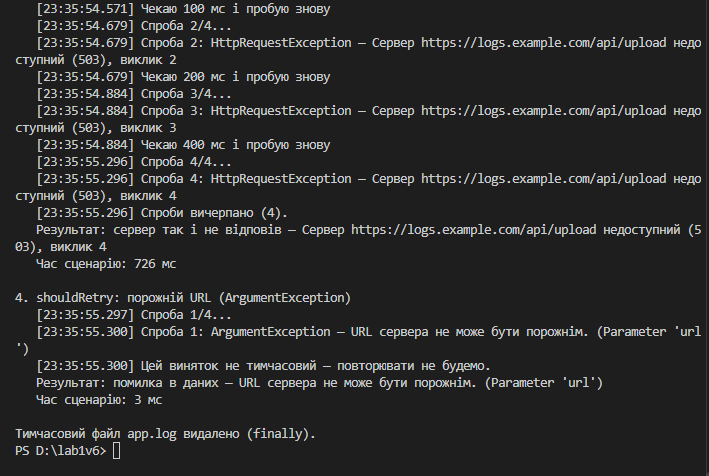 [23:35:54.571] Чекаю 100 мс і пробую знову
[23:35:54.679] Спроба 2/4...
[23:35:54.679] Спроба 2: HttpRequestException — Сервер https://logs.example.com/api/upload недо
ступний (503), виклик 2
[23:35:54.679] Чекаю 200 мс і пробую знову
[23:35:54.884] Спроба 3/4...
[23:35:54.884] Спроба 3: HttpRequestException — Сервер https://logs.example.com/api/upload недо
ступний (503), виклик 3
[23:35:54.884] Чекаю 400 мс і пробую знову
[23:35:55.296] Спроба 4/4...
[23:35:55.296] Спроба 4: HttpRequestException — Сервер https://logs.example.com/api/upload недо
ступний (503), виклик 4
[23:35:55.296] Спроби вичерпано (4).
Результат: сервер так і не відповів — Сервер https://logs.example.com/api/upload недоступний (5
03), виклик 4
Час сценарію: 726 мс
4. shouldRetry: порожній URL (ArgumentException)
[23:35:55.297] Спроба 1/4...
[23:35:55.300] Спроба 1: ArgumentException — URL сервера не може бути порожнім. (Parameter 'url
')
[23:35:55.300] Цей виняток не тимчасовий — повторювати не будемо.
Результат: помилка в даних — URL сервера не може бути порожнім. (Parameter 'url')
Час сценарію: 3 мс
Тимчасовий файл app.log видалено (finally).
PS D:\lab1v6>